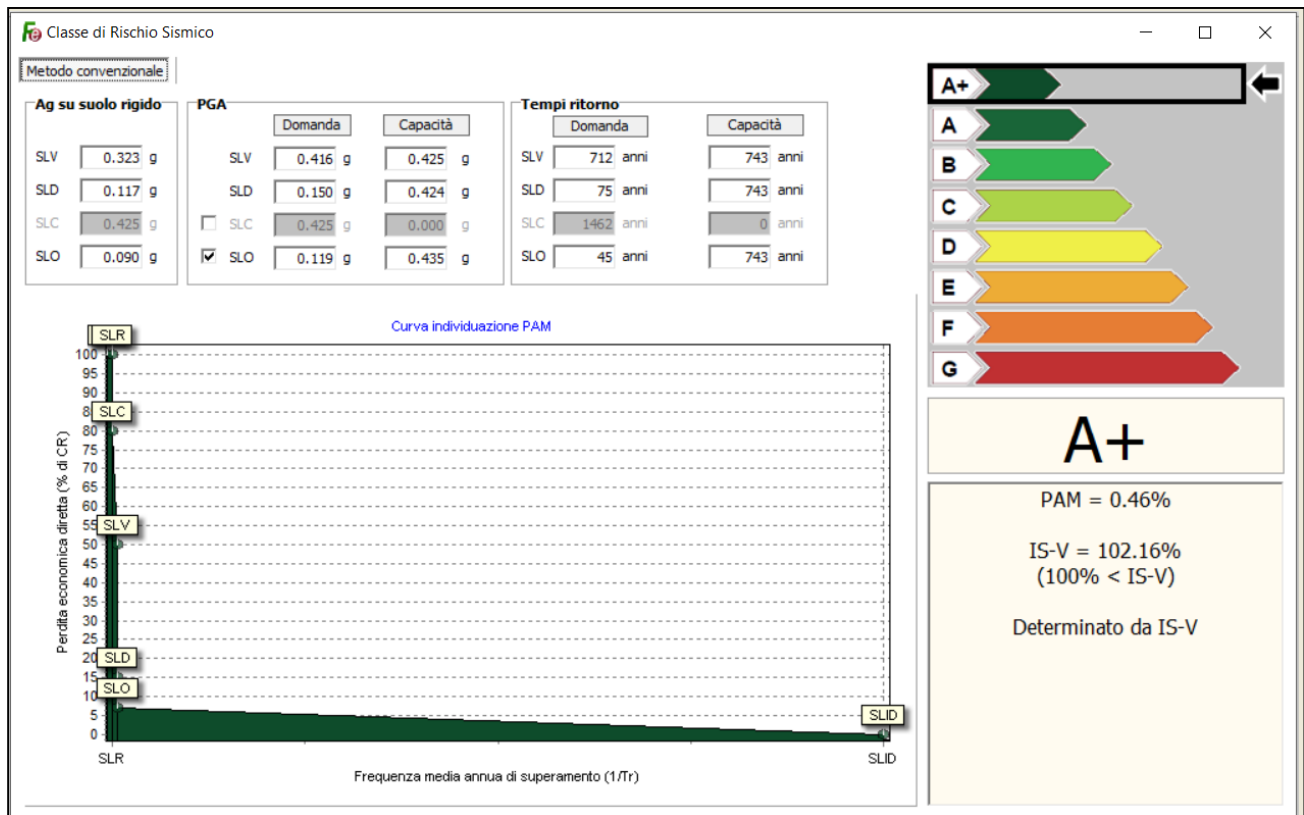 Fe Classe di Rischio Sismico
Metodo convenzionale
Ag su suolo rigido
SLV 0.323 g
SLD 0.117 g
SLC 0.425 g
SLO 0.090 g
PGA
Domanda Capacità
SLV 0.416 g 0.425 g
SLD 0.150 g 0.424 g
SLC 0.425 g 0.000 g
SLO 0.119 g 0.435 g
Tempi ritorno
Domanda Capacità
SLV 712 anni 743 anni
SLD 75 anni 743 anni
SLC 1462 anni 0 anni
SLO 45 anni 743 anni
A+
A
B
C
D
E
F
G
A+
PAM = 0.46%
IS-V = 102.16%
(100% < IS-V)
Determinato da IS-V
Curva individuazione PAM
Perdita economica diretta (% di CR)
SLR
100
95
90
8
SLC
80
75
70
65
60
55
SLV
50
45
40
35
30
25
20
SLD
15
SLO
10
5
0
SLID
SLR SLID
Frequenza media annua di superamento (1/Tr)